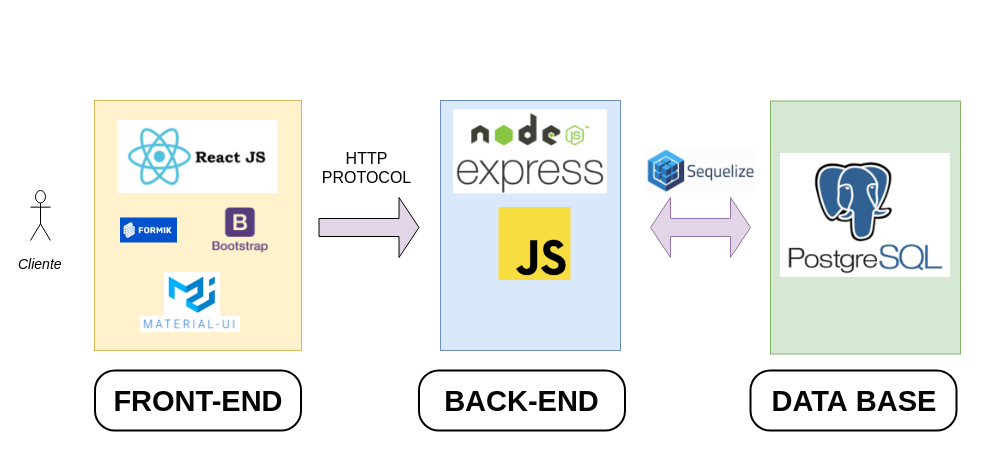 Cliente
React JS
FORMIK
B
Bootstrap
MATERIAL-UI
FRONT-END
HTTP
PROTOCOL
node
JS
express
JS
BACK-END
Sequelize
PostgreSQL
DATA BASE